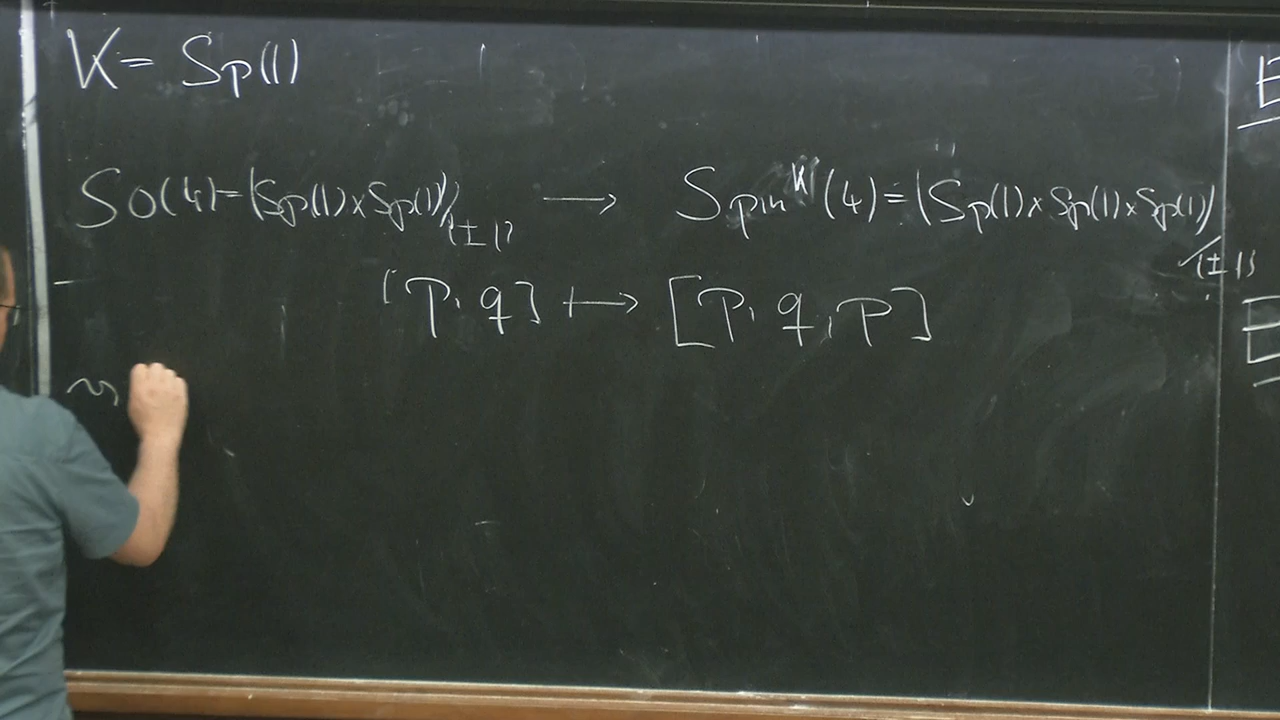 K = Sp(1)
SO(4) = (Sp(1) × Sp(1))/{±1} → Spin^K(4) = (Sp(1) × Sp(1) × Sp(1))/{±1}
[p, q] ↦ [p, q, p]